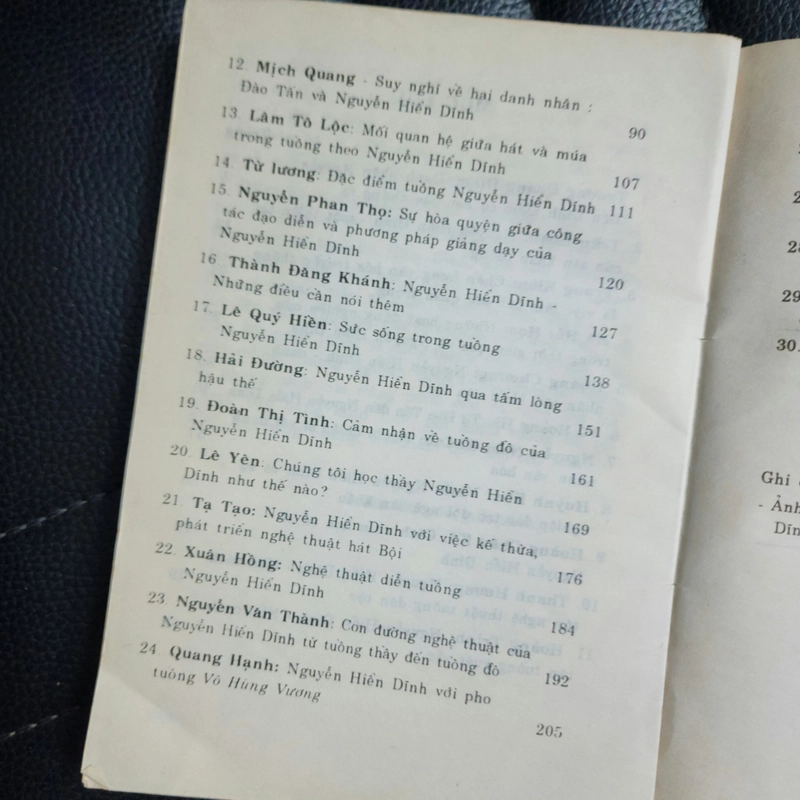 12. Mịch Quang - Suy nghĩ về hai danh nhân :
Đào Tấn và Nguyễn Hiển Dĩnh 90
13. Lâm Tô Lộc: Mối quan hệ giữa hát và múa
trong tuồng theo Nguyễn Hiển Dĩnh 107
14. Từ lương: Đặc điểm tuồng Nguyễn Hiển Dĩnh 111
15. Nguyễn Phan Thọ: Sự hòa quyện giữa công
tác đạo diễn và phương pháp giảng dạy của
Nguyễn Hiển Dĩnh 120
16. Thành Đăng Khánh: Nguyễn Hiển Dĩnh -
Những điều cần nói thêm 127
17. Lê Quý Hiền: Sức sống trong tuồng
Nguyễn Hiển Dĩnh 138
18. Hải Đường: Nguyễn Hiển Dĩnh qua tấm lòng
hậu thế 151
19. Đoàn Thị Tình: Cảm nhận về tuồng đồ của
Nguyễn Hiển Dĩnh 161
20. Lê Yên: Chúng tôi học thầy Nguyễn Hiển
Dĩnh như thế nào? 169
21. Tạ Tạo: Nguyễn Hiển Dĩnh với việc kế thừa,
phát triển nghệ thuật hát Bội 176
22. Xuân Hồng: Nghệ thuật diễn tuồng
Nguyễn Hiển Dĩnh 184
23. Nguyễn Văn Thành: Con đường nghệ thuật của
Nguyễn Hiển Dĩnh từ tuồng thầy đến tuồng đồ 192
24 Quang Hạnh: Nguyễn Hiển Dĩnh với pho
tuồng Võ Hùng Vương 205
28
29
30.
Ghi
- Ảnh